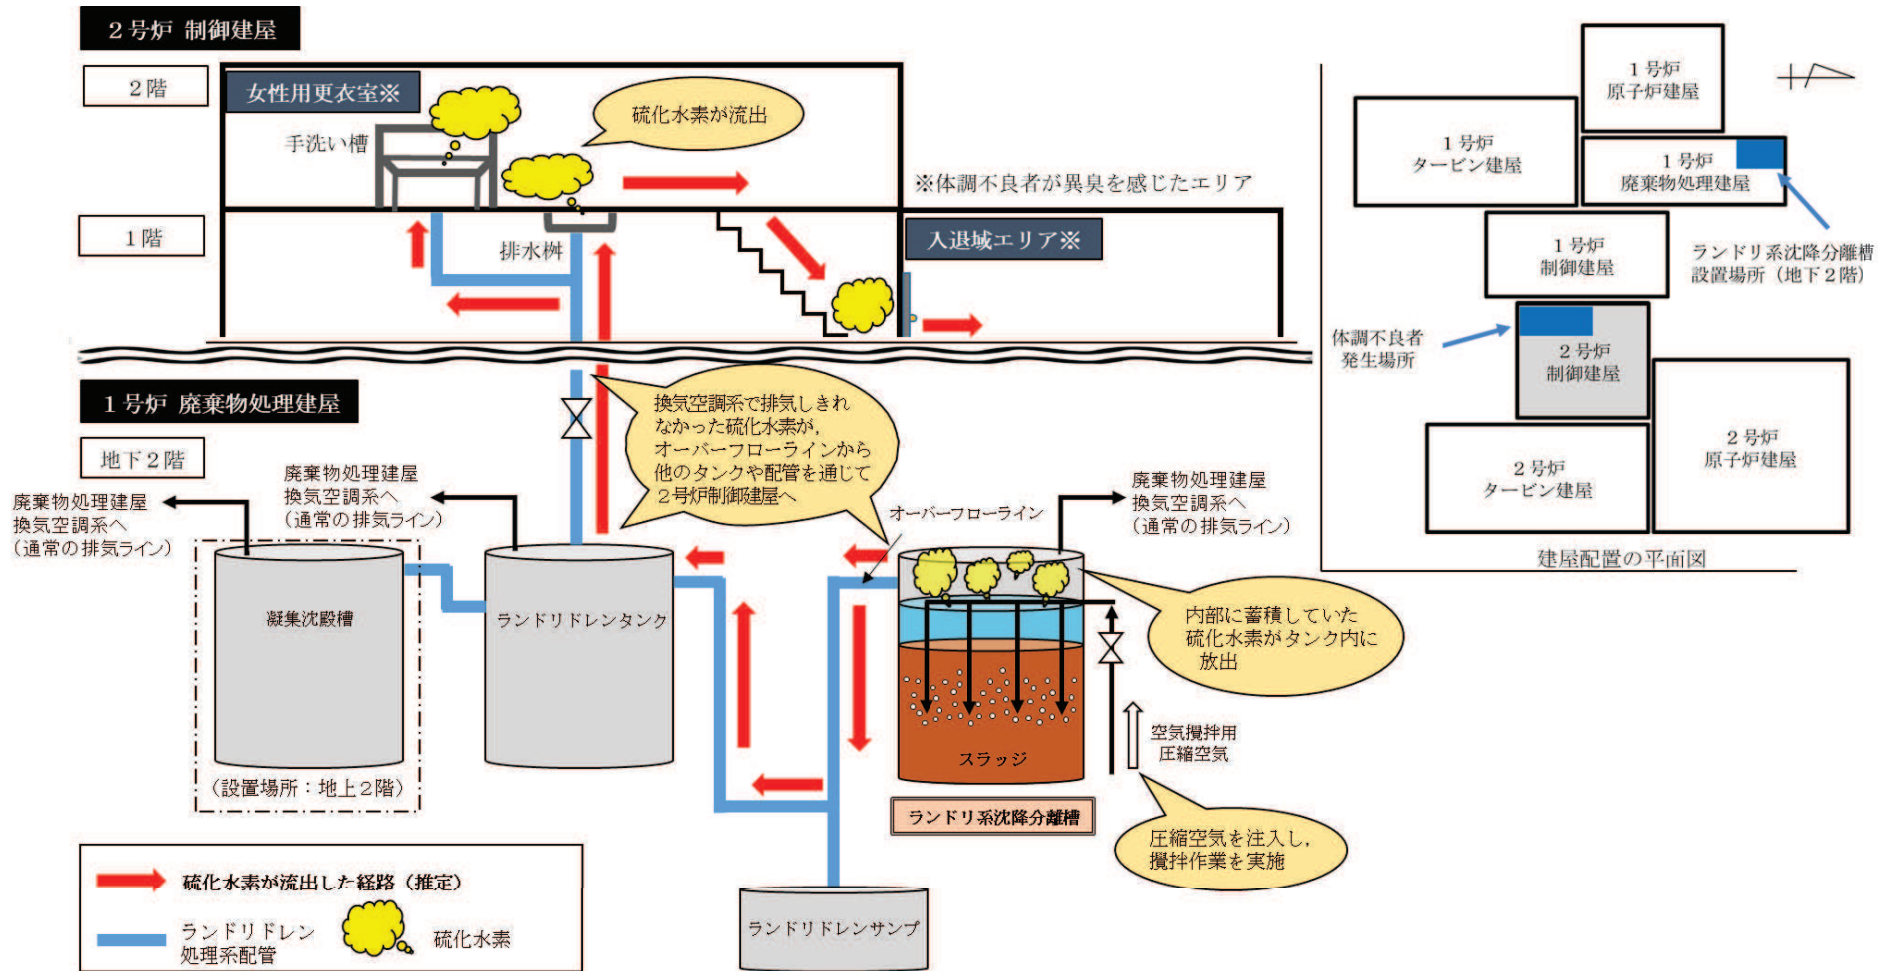 2号炉 制御建屋
2階
女性用更衣室※
手洗い槽
硫化水素が流出
※体調不良者が異臭を感じたエリア
1階
排水桝
入退域エリア※
1号炉 廃棄物処理建屋
地下2階
換気空調系で排気しきれ
なかった硫化水素が,
オーバーフローラインから
他のタンクや配管を通じて
2号炉制御建屋へ
廃棄物処理建屋
換気空調系へ
(通常の排気ライン)
廃棄物処理建屋
換気空調系へ
(通常の排気ライン)
オーバーフローライン
廃棄物処理建屋
換気空調系へ
(通常の排気ライン)
凝集沈殿槽
(設置場所:地上2階)
ランドリドレンタンク
内部に蓄積していた
硫化水素がタンク内に
放出
スラッジ
空気攪拌用
圧縮空気
ランドリ系沈降分離槽
圧縮空気を注入し,
攪拌作業を実施
ランドリドレンサンプ
硫化水素が流出した経路(推定)
ランドリドレン
処理系配管
硫化水素
1号炉
原子炉建屋
1号炉
タービン建屋
1号炉
廃棄物処理建屋
1号炉
制御建屋
ランドリ系沈降分離槽
設置場所(地下2階)
体調不良者
発生場所
2号炉
制御建屋
2号炉
タービン建屋
2号炉
原子炉建屋
建屋配置の平面図